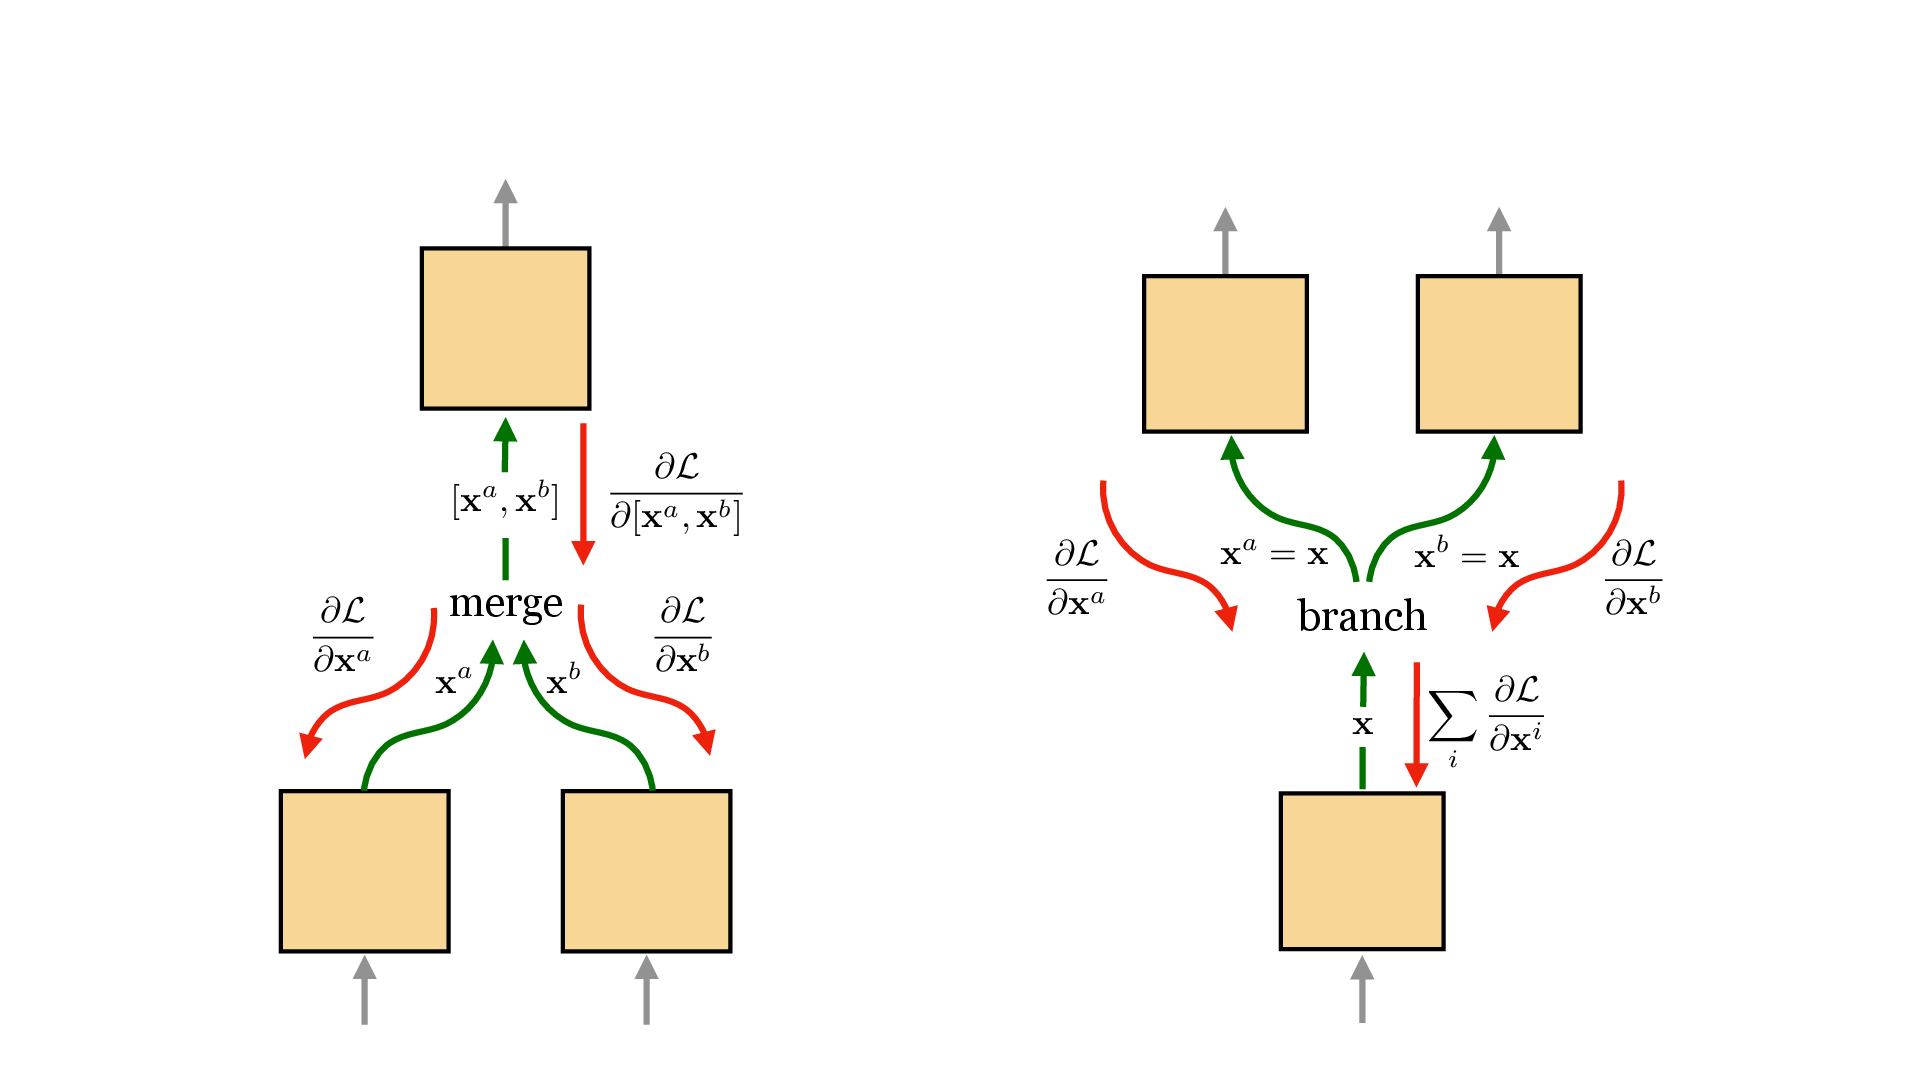 $\frac{\partial \mathcal{L}}{\partial [\mathbf{x}^a, \mathbf{x}^b]}$
$[\mathbf{x}^a, \mathbf{x}^b]$
merge
$\frac{\partial \mathcal{L}}{\partial \mathbf{x}^a}$
$\frac{\partial \mathcal{L}}{\partial \mathbf{x}^b}$
$\mathbf{x}^a$
$\mathbf{x}^b$
$\mathbf{x}^a = \mathbf{x}$
$\mathbf{x}^b = \mathbf{x}$
$\frac{\partial \mathcal{L}}{\partial \mathbf{x}^a}$
$\frac{\partial \mathcal{L}}{\partial \mathbf{x}^b}$
branch
$\mathbf{x}$
$\sum_i \frac{\partial \mathcal{L}}{\partial \mathbf{x}^i}$